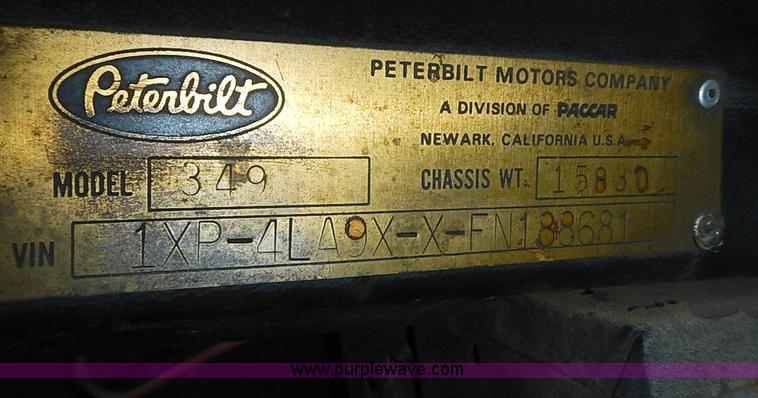 Peterbilt
PETERBILT MOTORS COMPANY
A DIVISION OF PACCAR
NEWARK, CALIFORNIA U.S.A.
MODEL 349
CHASSIS WT. 15830
VIN 1XP-4LA9X-X-FN188681
www.purplewave.com